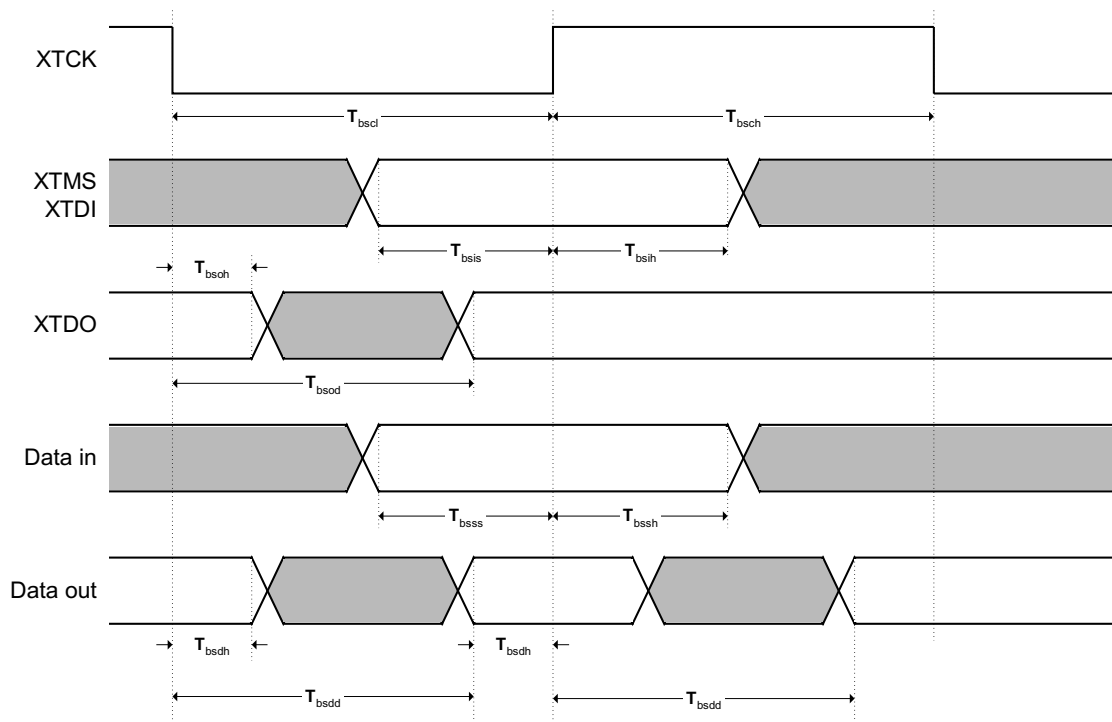 XTCK
Tbscl
Tbsch
XTMS
XTDI
Tbsis
Tbsih
Tbsoh
XTDO
Tbsod
Data in
Tbsss
Tbssh
Data out
Tbsdh
Tbsdh
Tbsdd
Tbsdd